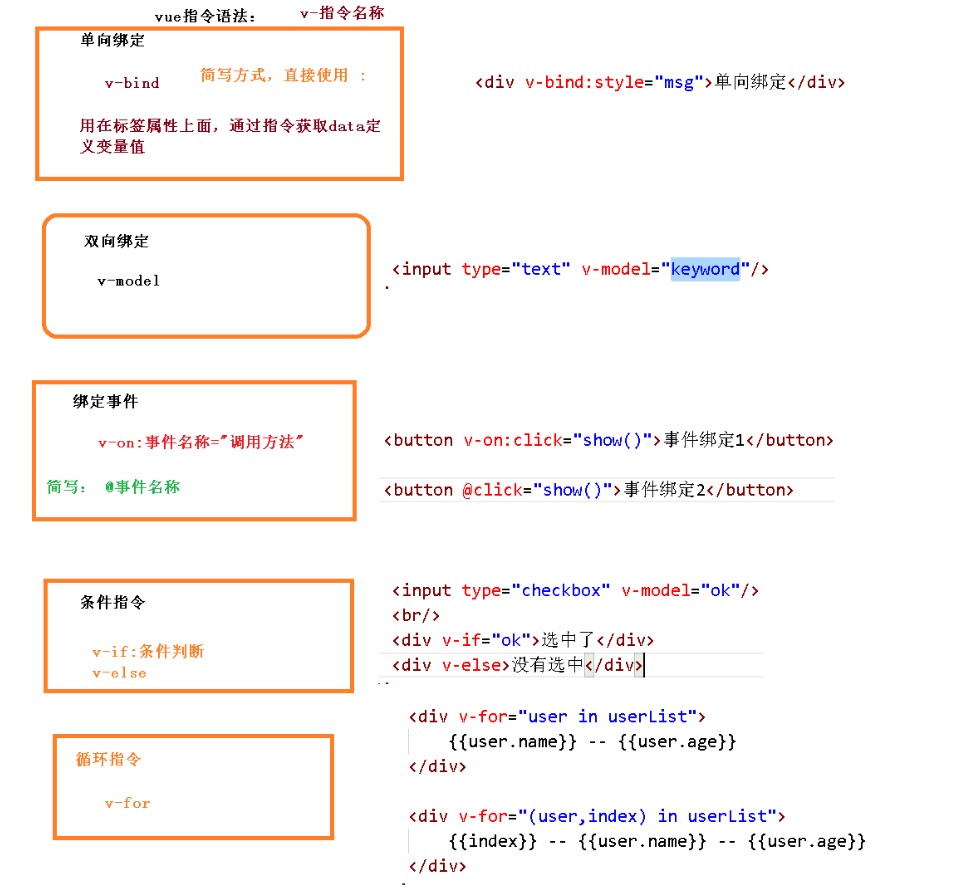 vue指令语法： v-指令名称
单向绑定
v-bind 简写方式，直接使用 ：
用在标签属性上面，通过指令获取data定
义变量值
<div v-bind:style="msg">单向绑定</div>
双向绑定
v-model
<input type="text" v-model="keyword"/>
绑定事件
v-on:事件名称="调用方法"
简写： @事件名称
<button v-on:click="show()">事件绑定1</button>
<button @click="show()">事件绑定2</button>
条件指令
v-if:条件判断
v-else
<input type="checkbox" v-model="ok"/>
<br/>
<div v-if="ok">选中了</div>
<div v-else>没有选中</div>
循环指令
v-for
<div v-for="user in userList">
{{user.name}} -- {{user.age}}
</div>
<div v-for="(user,index) in userList">
{{index}} -- {{user.name}} -- {{user.age}}
</div>